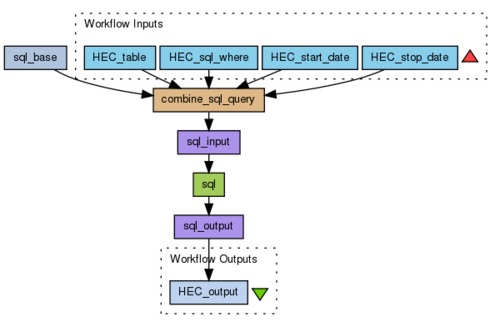 Workflow Inputs
sql_base
HEC_table
HEC_sql_where
HEC_start_date
HEC_stop_date
combine_sql_query
sql_input
sql
sql_output
Workflow Outputs
HEC_output